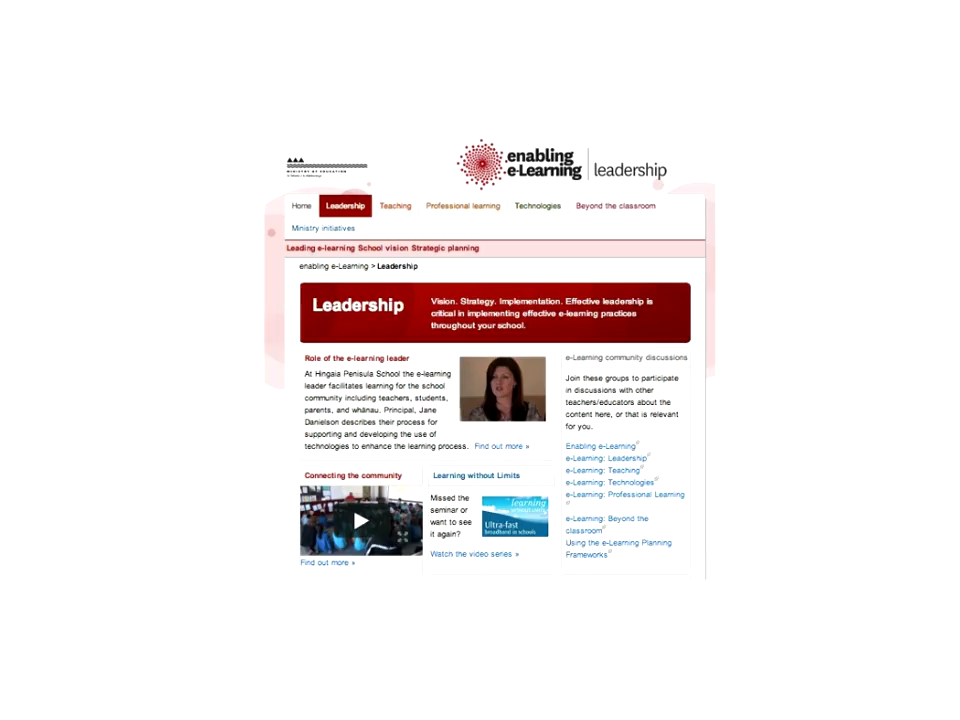 MINISTRY OF EDUCATION
enabling
e-Learning
leadership
Home Leadership Teaching Professional learning Technologies Beyond the classroom
Ministry initiatives
Leading e-learning School vision Strategic planning
enabling e-Learning > Leadership
Leadership
Vision. Strategy. Implementation. Effective leadership is
critical in implementing effective e-learning practices
throughout your school.
Role of the e-learning leader
At Hingaia Penisula School the e-learning
leader facilitates learning for the school
community including teachers, students,
parents, and whānau. Principal, Jane
Danielson describes their process for
supporting and developing the use of
technologies to enhance the learning process. Find out more »
Connecting the community
Find out more »
Learning without Limits
Missed the
seminar or
want to see
it again?
learning
Ultra-fast
broadband in schools
Watch the video series »
e-Learning community discussions
Join these groups to participate
in discussions with other
teachers/educators about the
content here, or that is relevant
for you.
Enabling e-Learning
e-Learning: Leadership
e-Learning: Teaching
e-Learning: Technologies
e-Learning: Professional Learning
e-Learning: Beyond the
classroom
Using the e-Learning Planning
Frameworks